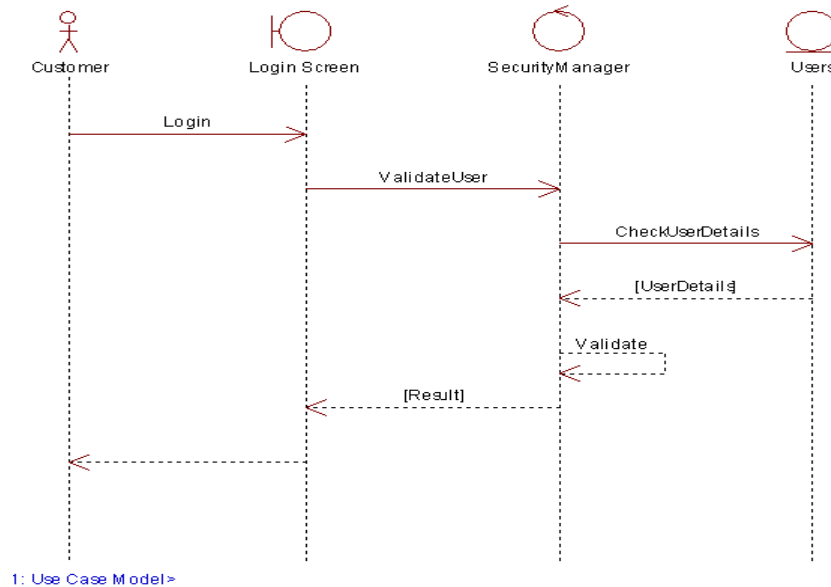 Customer
Login Screen
SecurityManager
Users
Login
ValidateUser
CheckUserDetails
[UserDetails]
Validate
[Result]
1: Use Case Model>